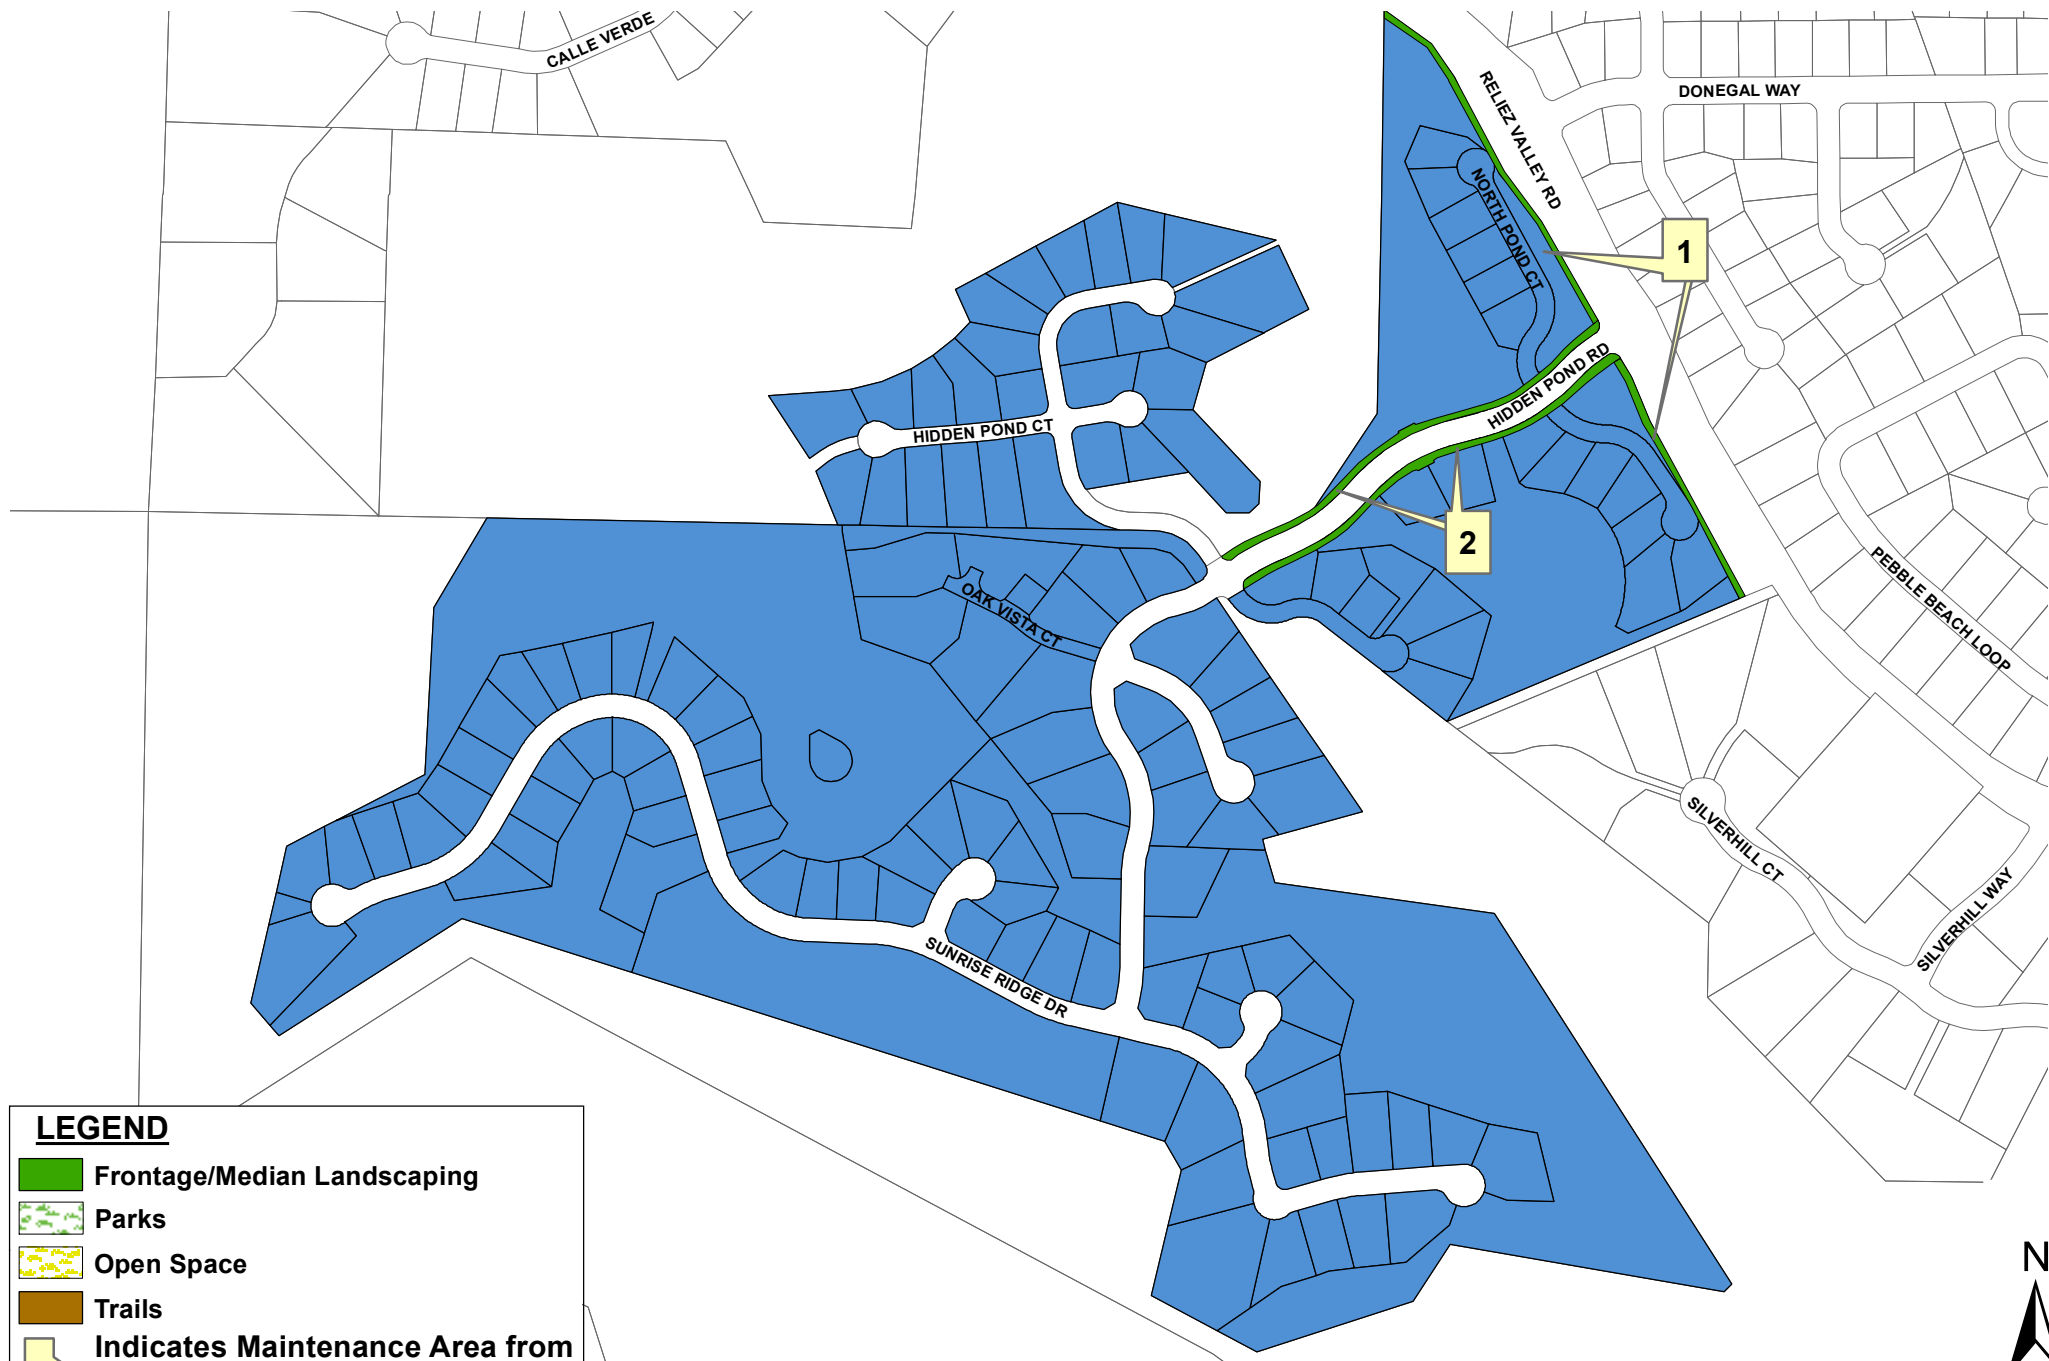 CALLE VERDE
RELIEZ VALLEY RD
DONEGAL WAY
NORTH POND CT
1
HIDDEN POND RD
HIDDEN POND CT
2
OAK VISTA CT
PEBBLE BEACH LOOP
SILVERHILL CT
SILVERHILL WAY
SUNRISE RIDGE DR
LEGEND
Frontage/Median Landscaping
Parks
Open Space
Trails
Indicates Maintenance Area from
N